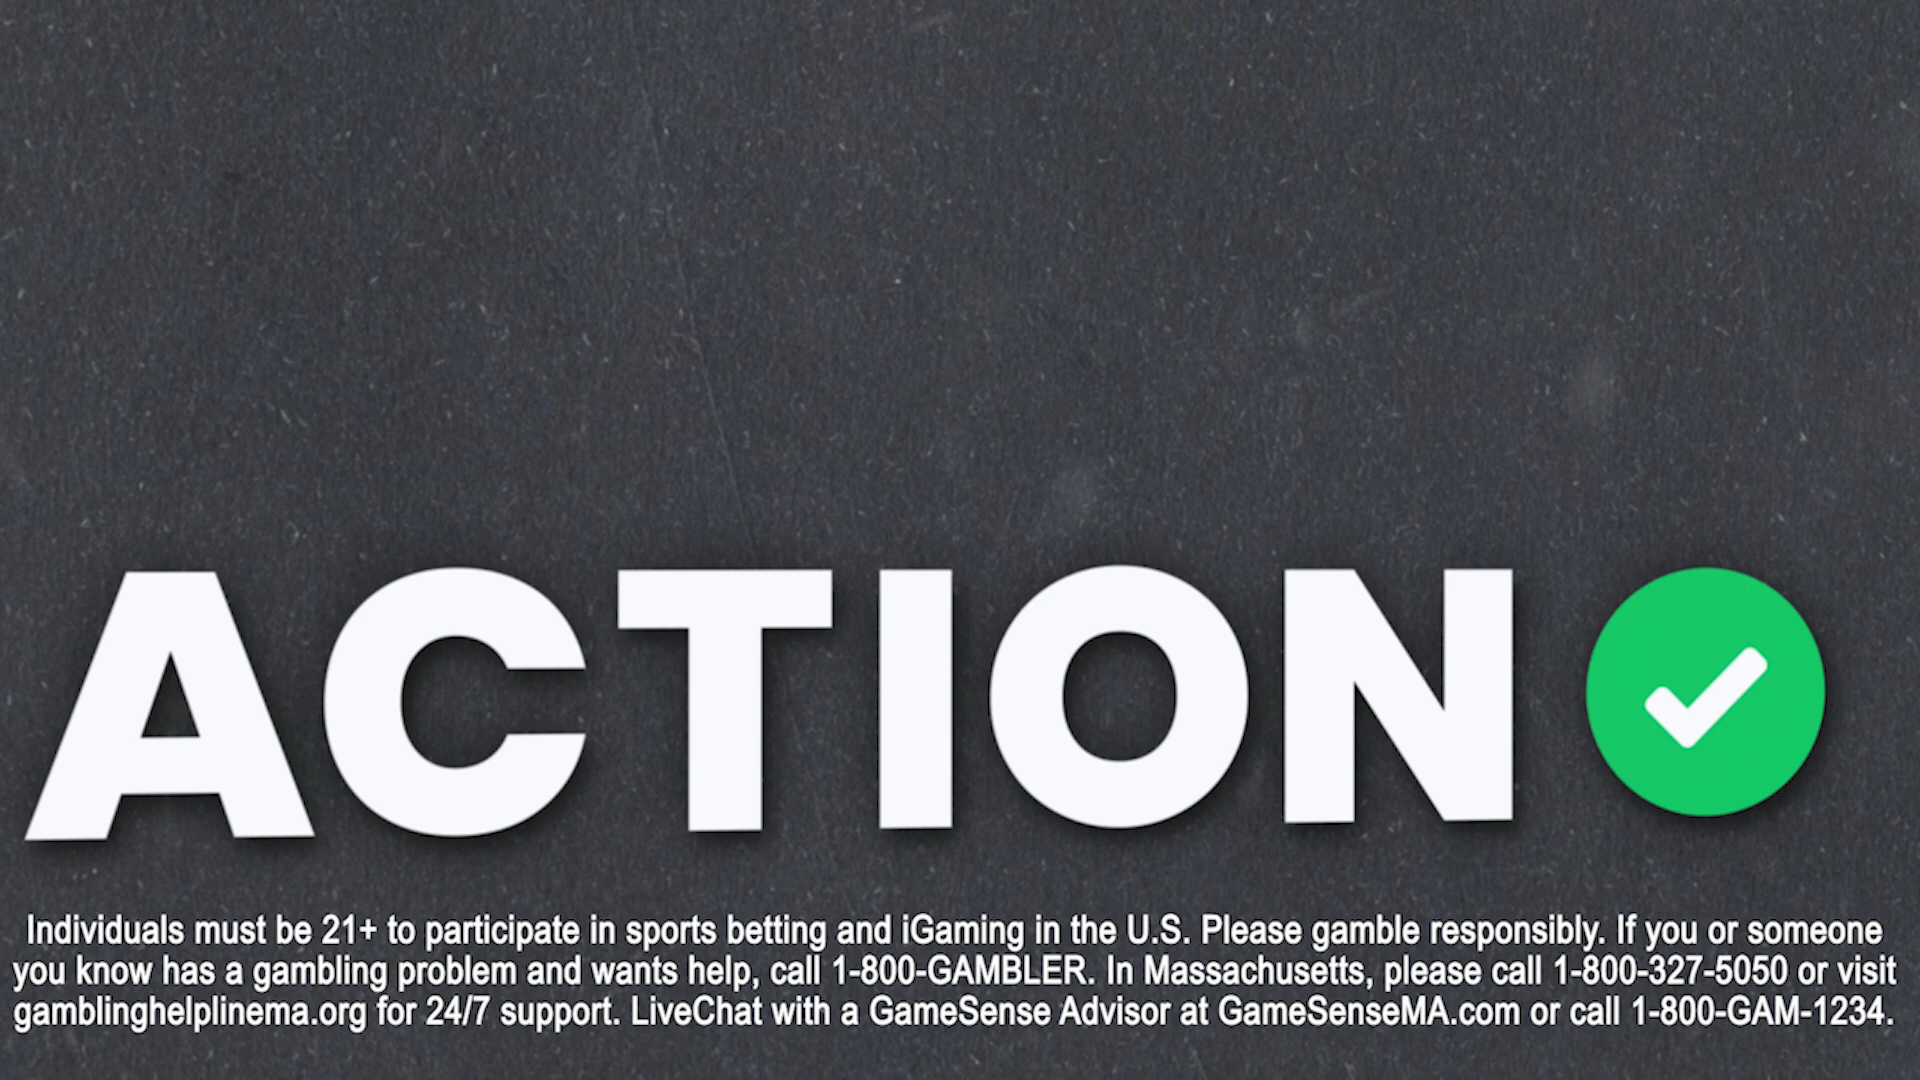 ACTION
Individuals must be 21+ to participate in sports betting and iGaming in the U.S. Please gamble responsibly. If you or someone
you know has a gambling problem and wants help, call 1-800-GAMBLER. In Massachusetts, please call 1-800-327-5050 or visit
gamblinghelplinema.org for 24/7 support. LiveChat with a GameSense Advisor at GameSenseMA.com or call 1-800-GAM-1234.